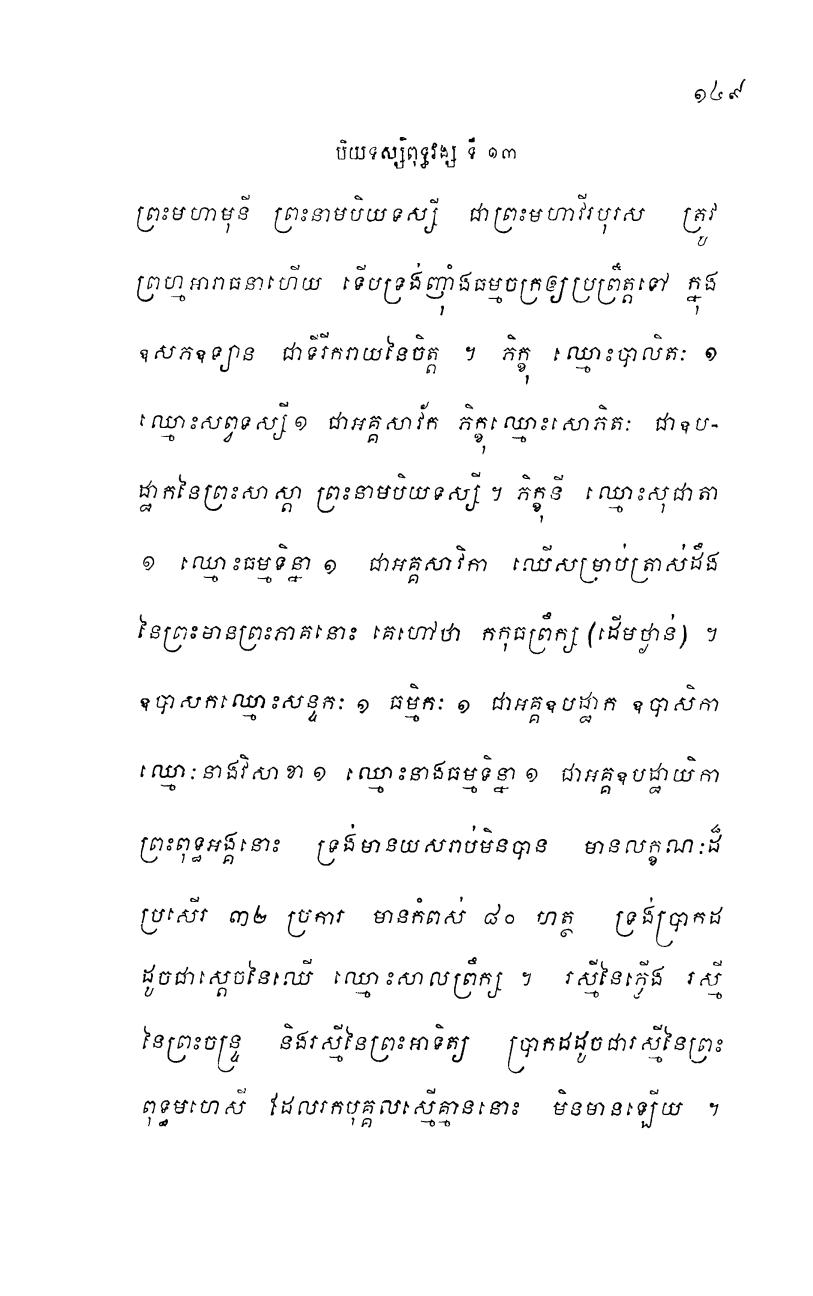 ១៤៩
បិយទស្សីពុទ្ធវង្ស ទី ១៣
ព្រះមហាមុនី ព្រះនាមបិយទស្សី ជាព្រះមហាវីរបុរស ត្រូវ
ព្រហ្មអារាធនាហើយ ទើបទ្រង់ញ៉ាំងធម្មចក្រឲ្យប្រព្រឹត្តទៅ ក្នុង
ឧសភឧទ្យាន ជាទីរីករាយនៃចិត្ត ។ ភិក្ខុ ឈ្មោះបាលិតៈ ១
ឈ្មោះសព្វទស្សី ១ ជាអគ្គសាវ័ក ភិក្ខុឈ្មោះសោភិតៈ ជាឧប-
ដ្ឋាកនៃព្រះសាស្តា ព្រះនាមបិយទស្សី ។ ភិក្ខុនី ឈ្មោះសុជាតា
១ ឈ្មោះធម្មទិន្នា ១ ជាអគ្គសាវិកា ឈើសម្រាប់ត្រាស់ដឹង
នៃព្រះមានព្រះភាគនោះ គេហៅថា កកុធព្រឹក្ស (ដើមថ្ងាន់) ។
ឧបាសកឈ្មោះសន្ទកៈ ១ ធម្មិកៈ ១ ជាអគ្គឧបដ្ឋាក ឧបាសិកា
ឈ្មោះនាងវិសាខា ១ ឈ្មោះនាងធម្មទិន្នា ១ ជាអគ្គឧបដ្ឋាយិកា
ព្រះពុទ្ធអង្គនោះ ទ្រង់មានយសរាប់មិនបាន មានលក្ខណៈដ៏
ប្រសើរ ៣២ ប្រការ មានកំពស់ ៨០ ហត្ថ ទ្រង់ប្រាកដ
ដូចជាស្តេចនៃឈើ ឈ្មោះសាលព្រឹក្ស ។ រស្មីនៃភ្លើង រស្មី
នៃព្រះចន្ទ្រ និងរស្មីនៃព្រះអាទិត្យ ប្រាកដដូចជារស្មីនៃព្រះ
ពុទ្ធមហេសី ដែលរកបុគ្គលស្មើគ្មាននោះ មិនមានឡើយ ។